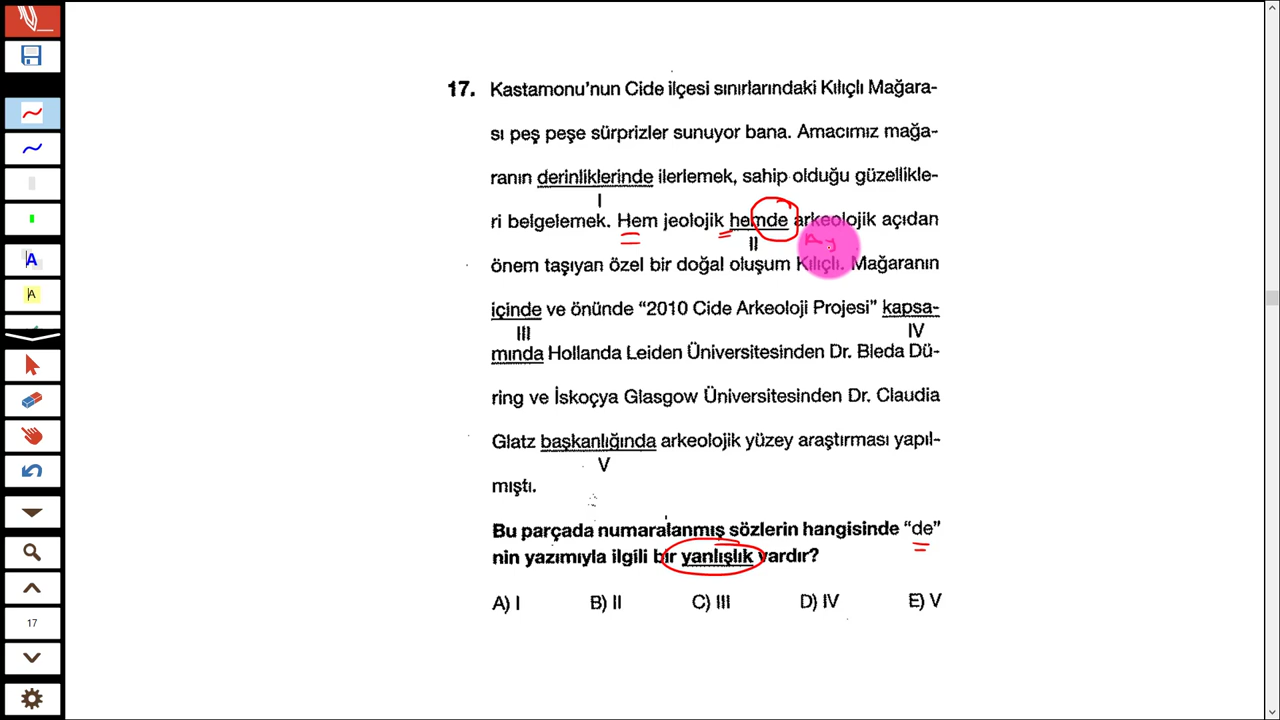 17. Kastamonu'nun Cide ilçesi sınırlarındaki Kılıçlı Mağara-
sı peş peşe sürprizler sunuyor bana. Amacımız mağa-
ranın derinliklerinde ilerlemek, sahip olduğu güzellikle-
I
ri belgelemek. Hem jeolojik hemde arkeolojik açıdan
II
önem taşıyan özel bir doğal oluşum Kılıçlı. Mağaranın
içinde ve önünde "2010 Cide Arkeoloji Projesi" kapsa-
III IV
mında Hollanda Leiden Üniversitesinden Dr. Bleda Dü-
ring ve İskoçya Glasgow Üniversitesinden Dr. Claudia
Glatz başkanlığında arkeolojik yüzey araştırması yapıl-
V
mıştı.
Bu parçada numaralanmış sözlerin hangisinde "de"
nin yazımıyla ilgili bir yanlışlık vardır?
A) I B) II C) III D) IV E) V
A
A
17